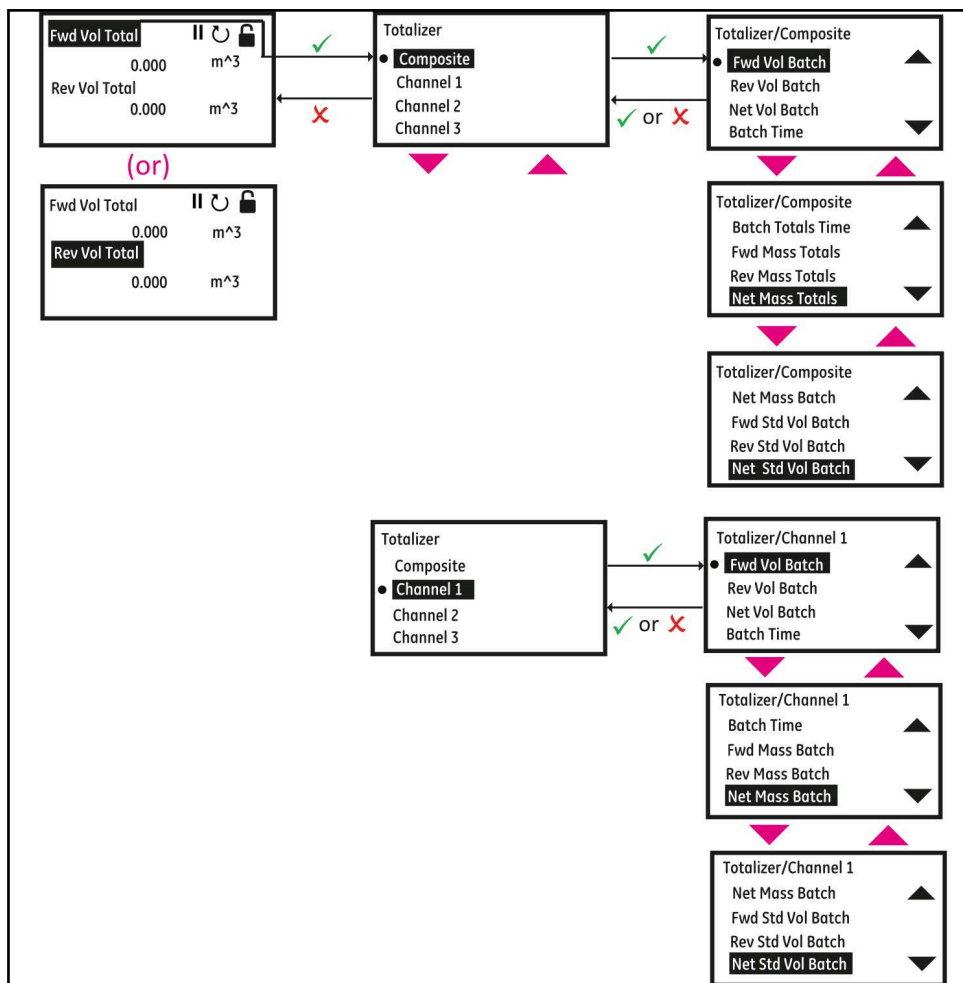 Fwd Vol Total
0.000 m^3
Rev Vol Total
0.000 m^3
(or)
Fwd Vol Total
0.000 m^3
Rev Vol Total
0.000 m^3
Totalizer
Composite
Channel 1
Channel 2
Channel 3
or
Totalizer/Composite
Fwd Vol Batch
Rev Vol Batch
Net Vol Batch
Batch Time
Totalizer/Composite
Batch Totals Time
Fwd Mass Totals
Rev Mass Totals
Net Mass Totals
Totalizer/Composite
Net Mass Batch
Fwd Std Vol Batch
Rev Std Vol Batch
Net Std Vol Batch
Totalizer
Composite
Channel 1
Channel 2
Channel 3
or
Totalizer/Channel 1
Fwd Vol Batch
Rev Vol Batch
Net Vol Batch
Batch Time
Totalizer/Channel 1
Batch Time
Fwd Mass Batch
Rev Mass Batch
Net Mass Batch
Totalizer/Channel 1
Net Mass Batch
Fwd Std Vol Batch
Rev Std Vol Batch
Net Std Vol Batch